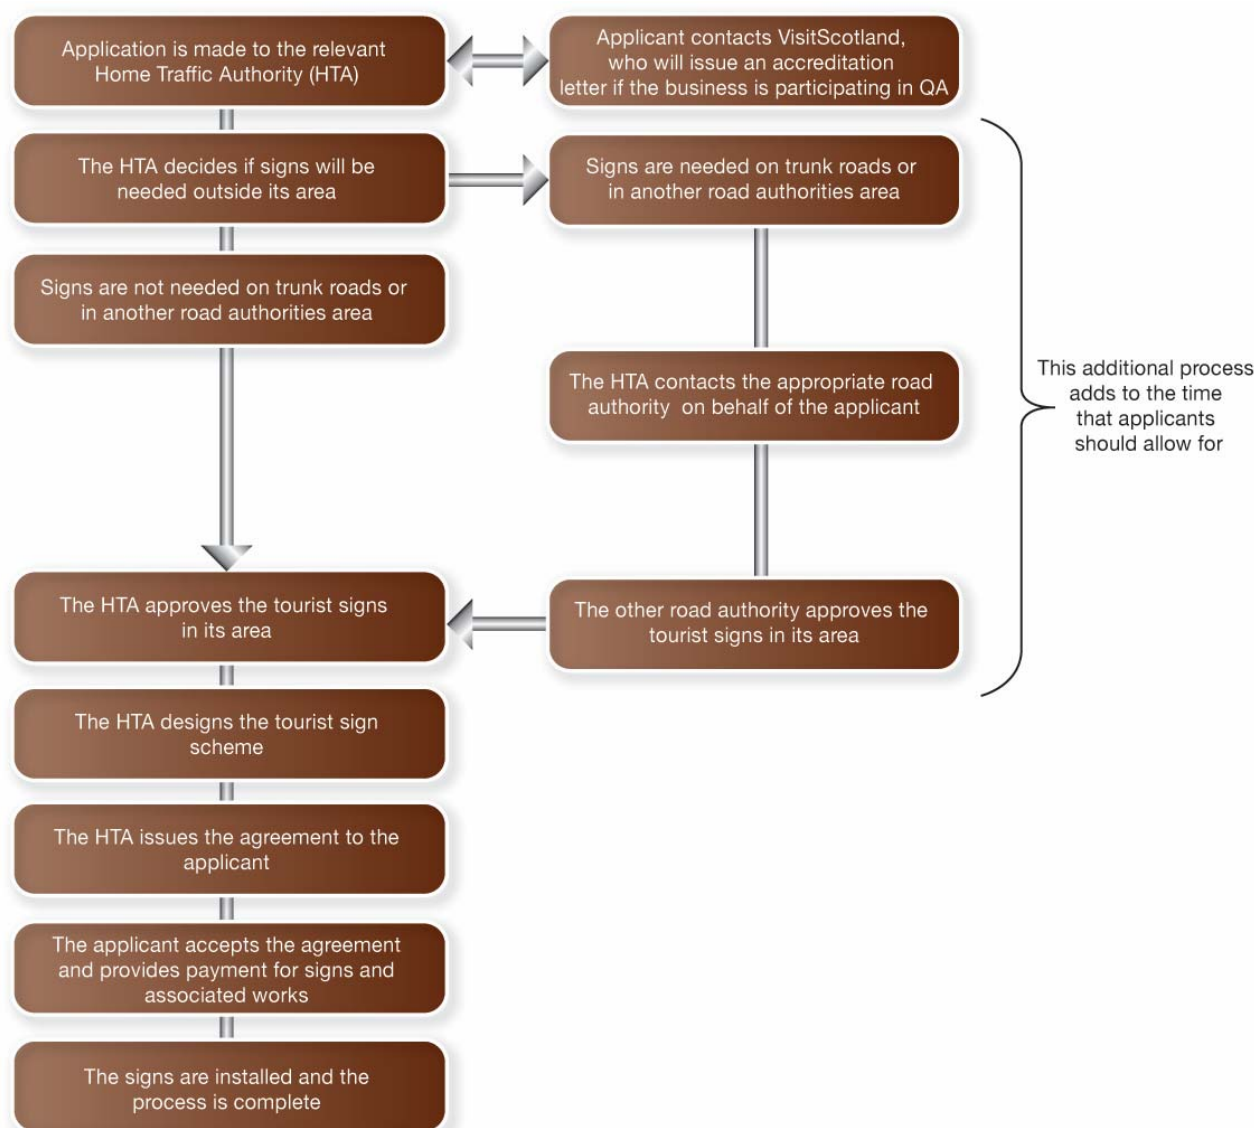 Application is made to the relevant
Home Traffic Authority (HTA)
Applicant contacts VisitScotland,
who will issue an accreditation
letter if the business is participating in QA
The HTA decides if signs will be
needed outside its area
Signs are needed on trunk roads or
in another road authorities area
Signs are not needed on trunk roads or
in another road authorities area
The HTA contacts the appropriate road
authority on behalf of the applicant
This additional process
adds to the time
that applicants
should allow for
The HTA approves the tourist signs
in its area
The other road authority approves the
tourist signs in its area
The HTA designs the tourist sign
scheme
The HTA issues the agreement to the
applicant
The applicant accepts the agreement
and provides payment for signs and
associated works
The signs are installed and the
process is complete